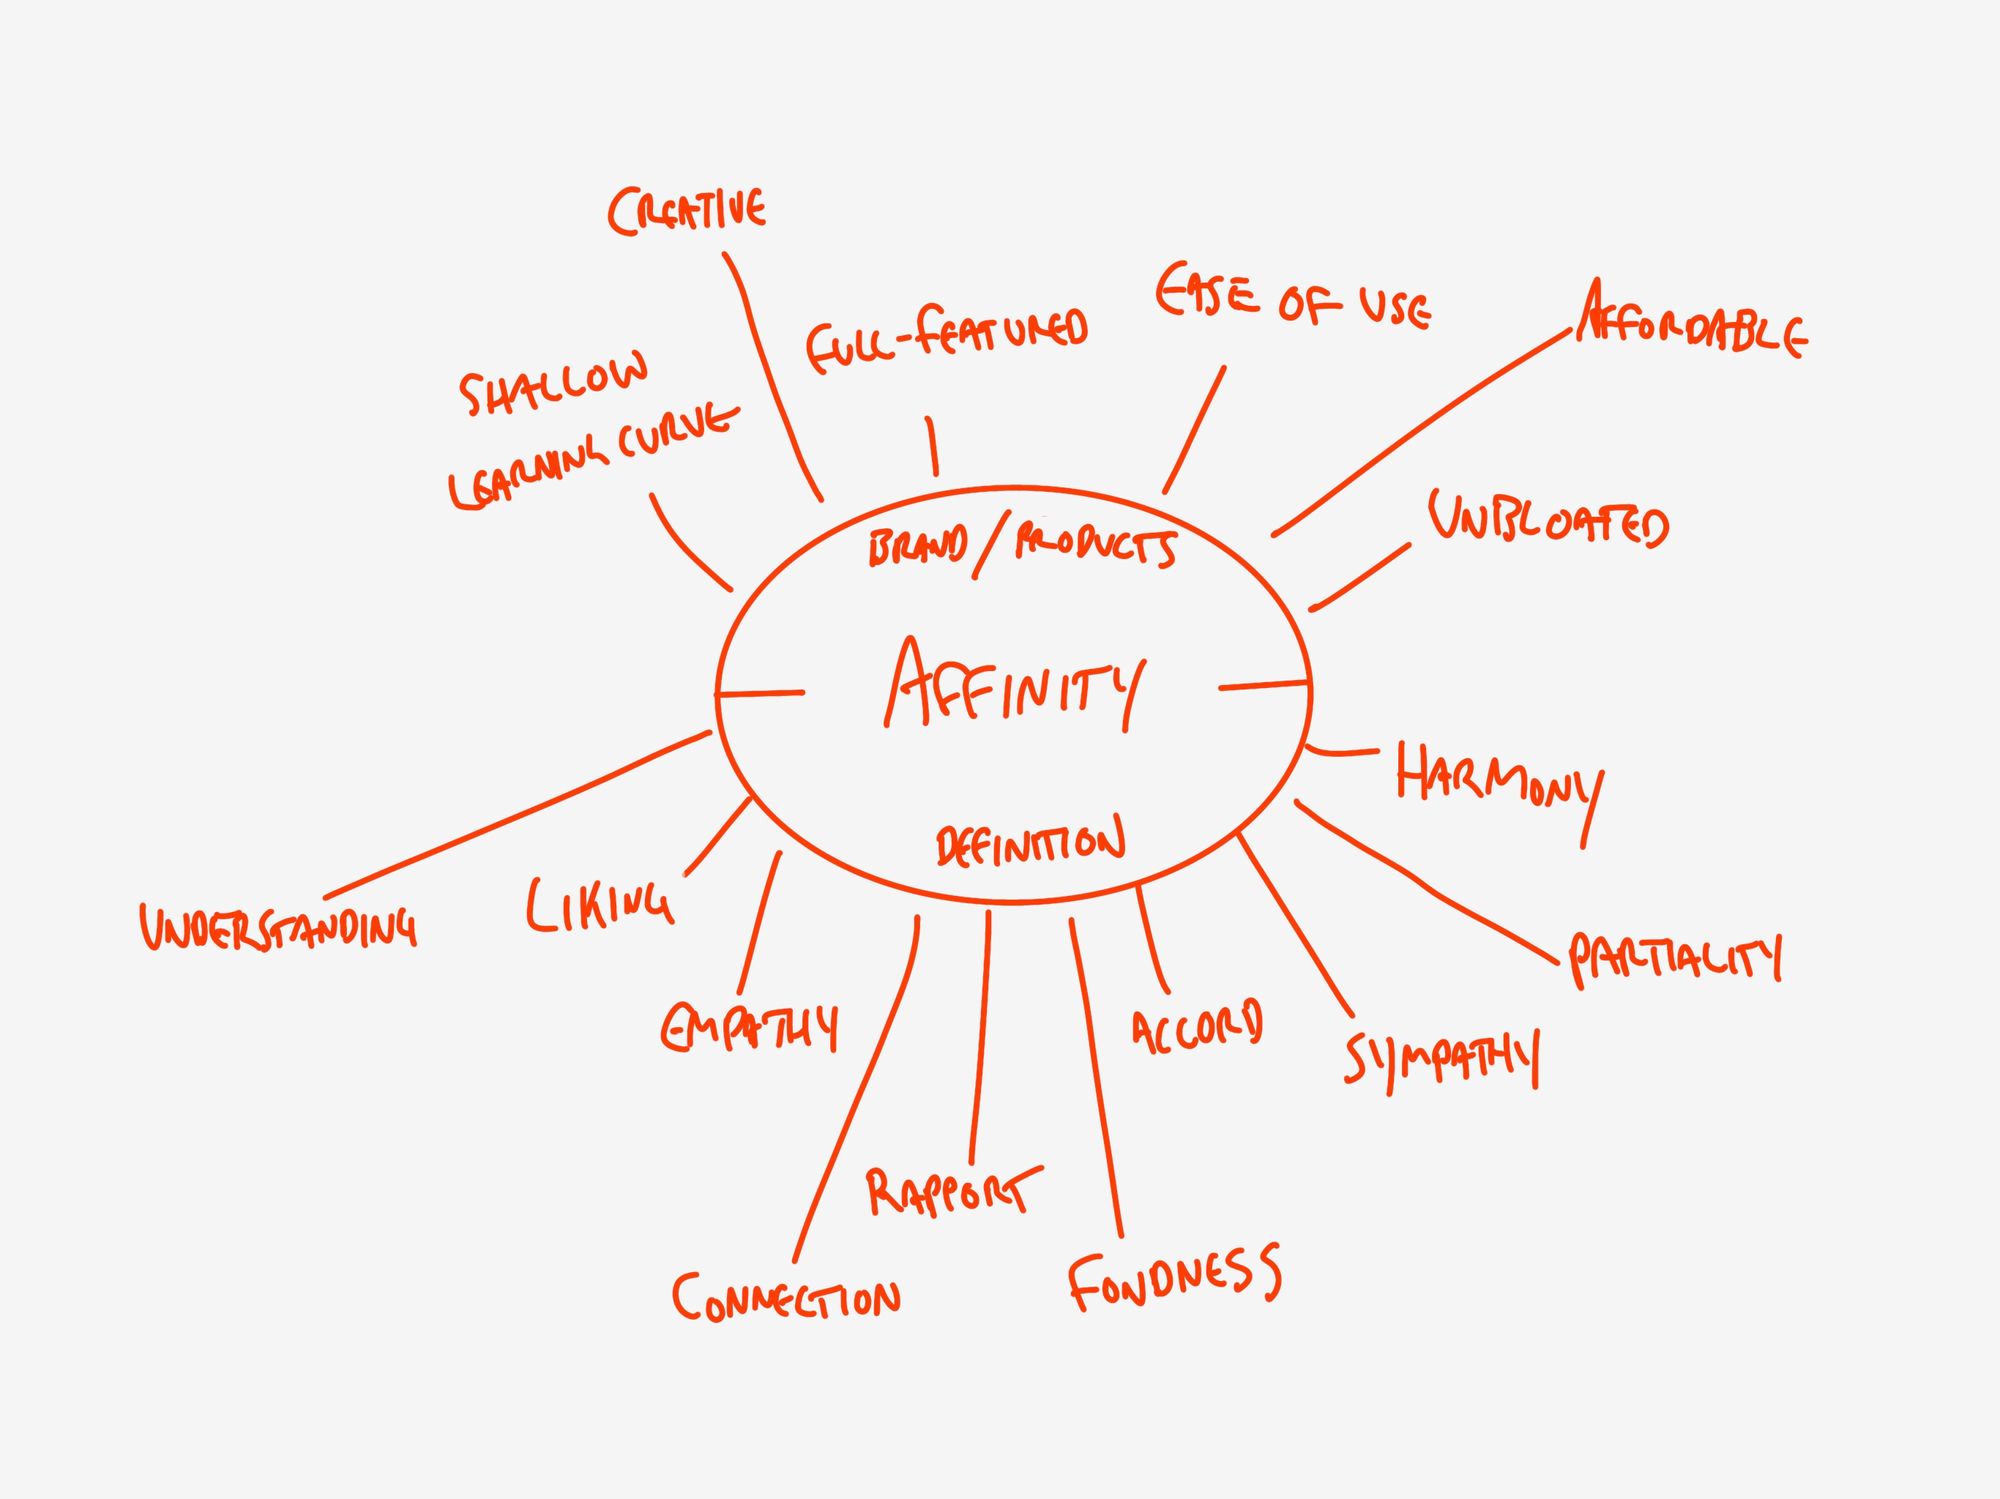 CREATIVE
EASE OF USE
AFFORDABLE
FULL-FEATURED
SHALLOW
LEARNING CURVE
UNBLOATED
BRAND/PRODUCTS
AFFINITY
DEFINITION
HARMONY
UNDERSTANDING
LIKING
EMPATHY
ACCORD
SYMPATHY
PARTIALITY
RAPPORT
CONNECTION
FONDNESS